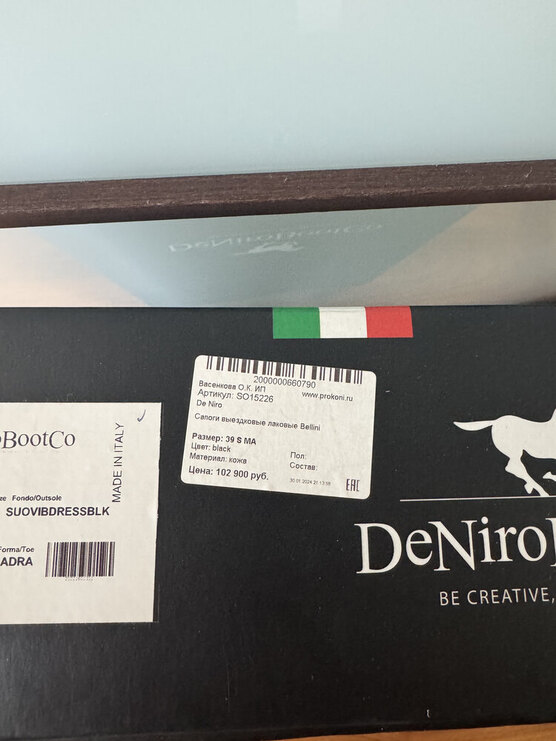 DeNiroBootCo
2000000660790
Васенкова О.К. ИП
www.prokoni.ru
Артикул: SO15226
De Niro
Сапоги выездковые лаковые Bellini
Размер: 39 S MA
Цвет: black
Пол:
Материал: кожа
Состав:
Цена: 102 900 руб.
30.01.2024 21:13:18
EAC
oBootCo
MADE IN ITALY
ze Fondo/Outsole
SUOVIBDRESSBLK
Forma/Toe
ADRA
DeNiro
BE CREATIVE,